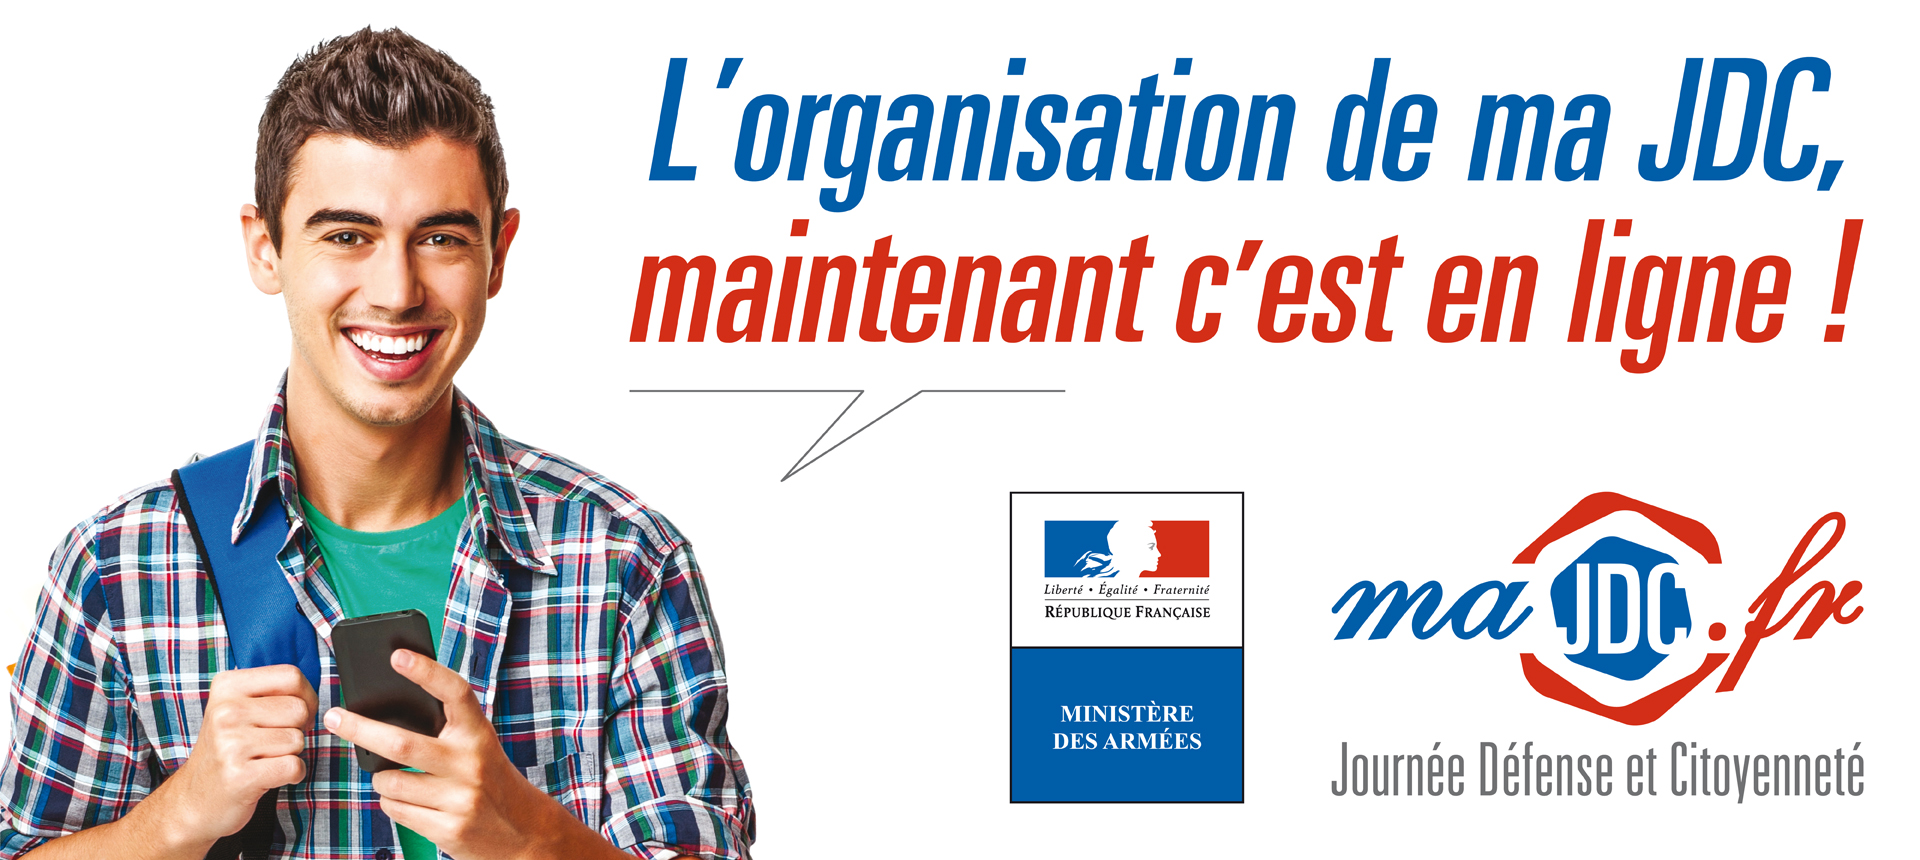 L'organisation de ma JDC,
maintenant c'est en ligne !
Liberté • Égalité • Fraternité
RÉPUBLIQUE FRANÇAISE
MINISTÈRE
DES ARMÉES
ma JDC.fr
Journée Défense et Citoyenneté